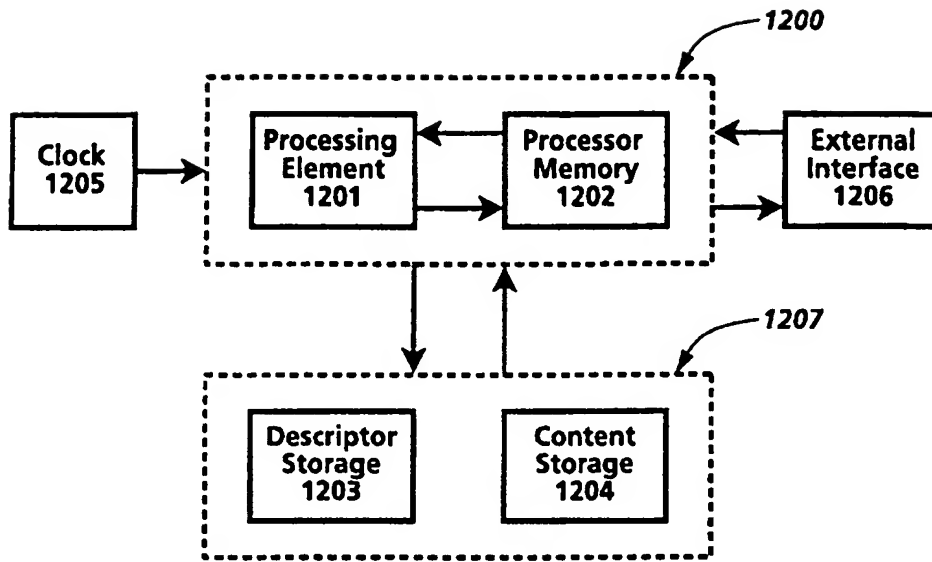 1200
Clock
1205
Processing
Element
1201
Processor
Memory
1202
External
Interface
1206
1207
Descriptor
Storage
1203
Content
Storage
1204